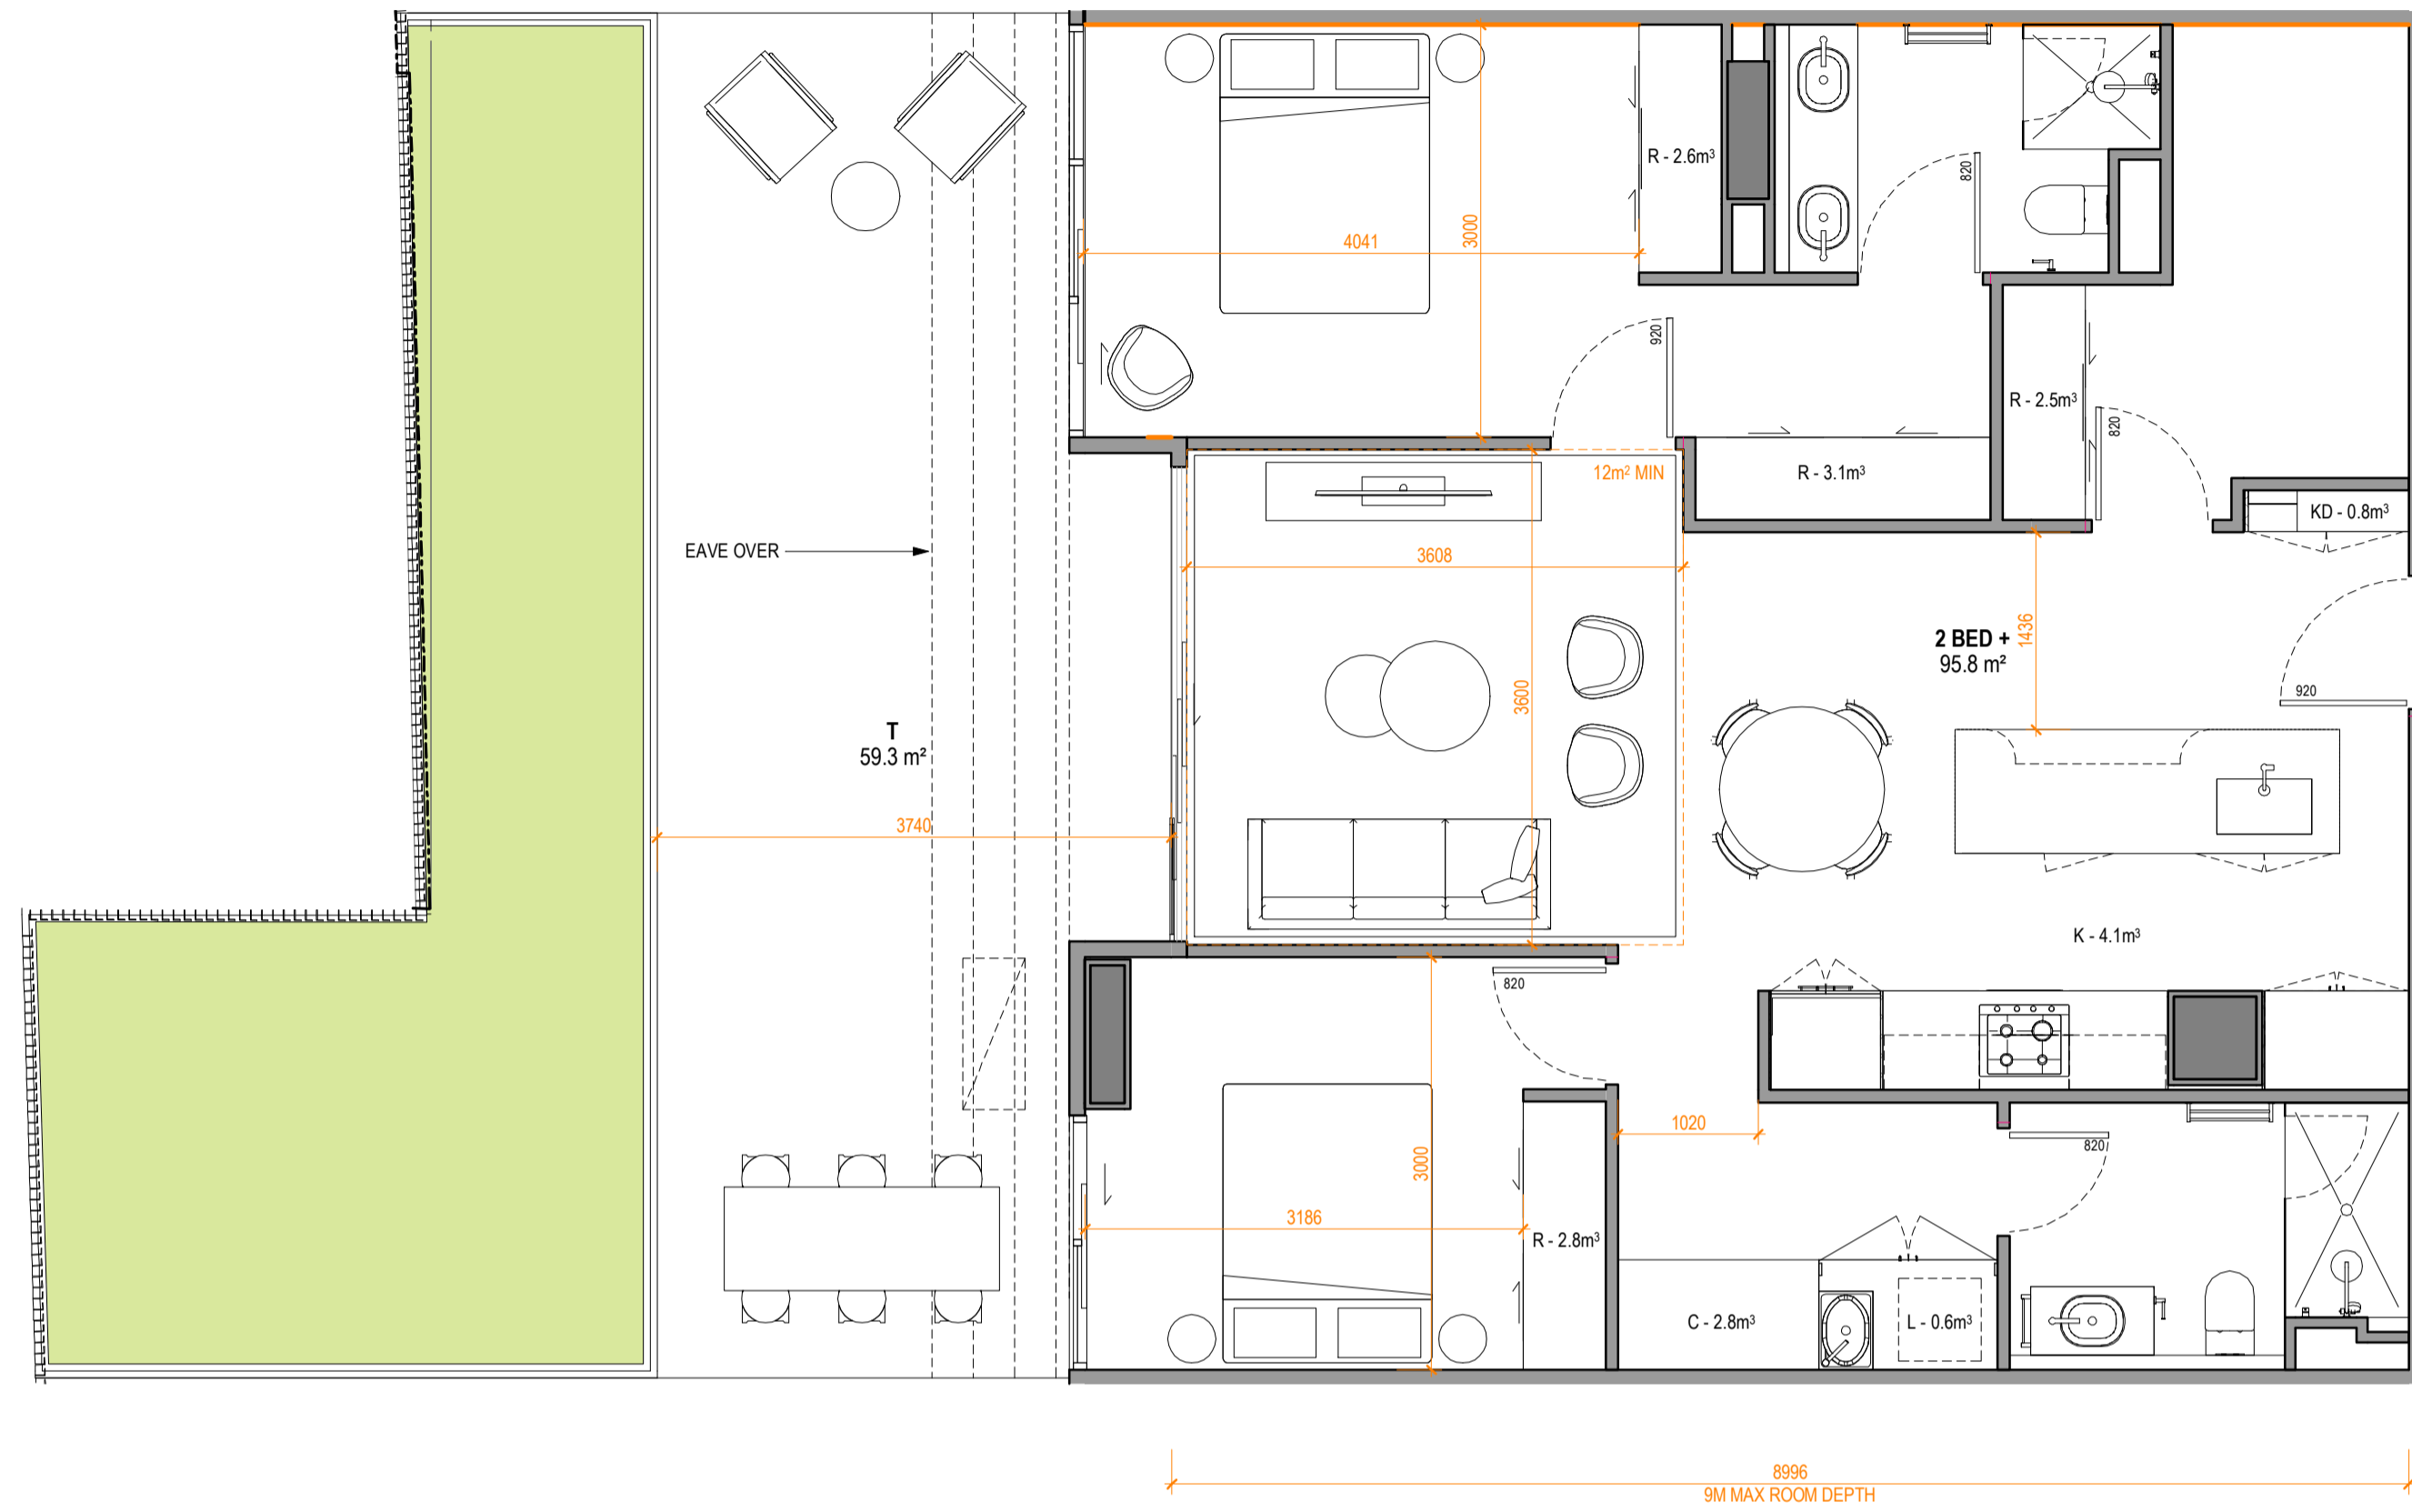 R - 2.6m³
820
4041
3000
920
R - 2.5m³
820
12m² MIN
R - 3.1m³
KD - 0.8m³
EAVE OVER
3608
1436
2 BED +
95.8 m²
920
3600
T
59.3 m²
3740
K - 4.1m³
820
1020
820
3000
3186
R - 2.8m³
C - 2.8m³
L - 0.6m³
8996
9M MAX ROOM DEPTH